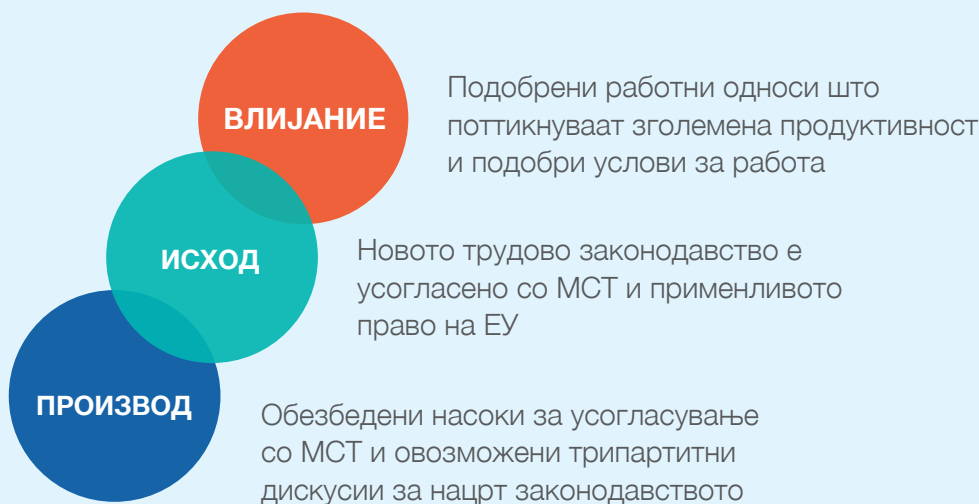 ВЛИЈАНИЕ
Подобрени работни односи што
поттикнуваат зголемена продуктивност
и подобри услови за работа
ИСХОД
Новото трудово законодавство е
усогласено со МСТ и применливото
право на ЕУ
ПРОИЗВОД
Обезбедени насоки за усогласување
со МСТ и овозможени трипартитни
дискусии за нацрт законодавството